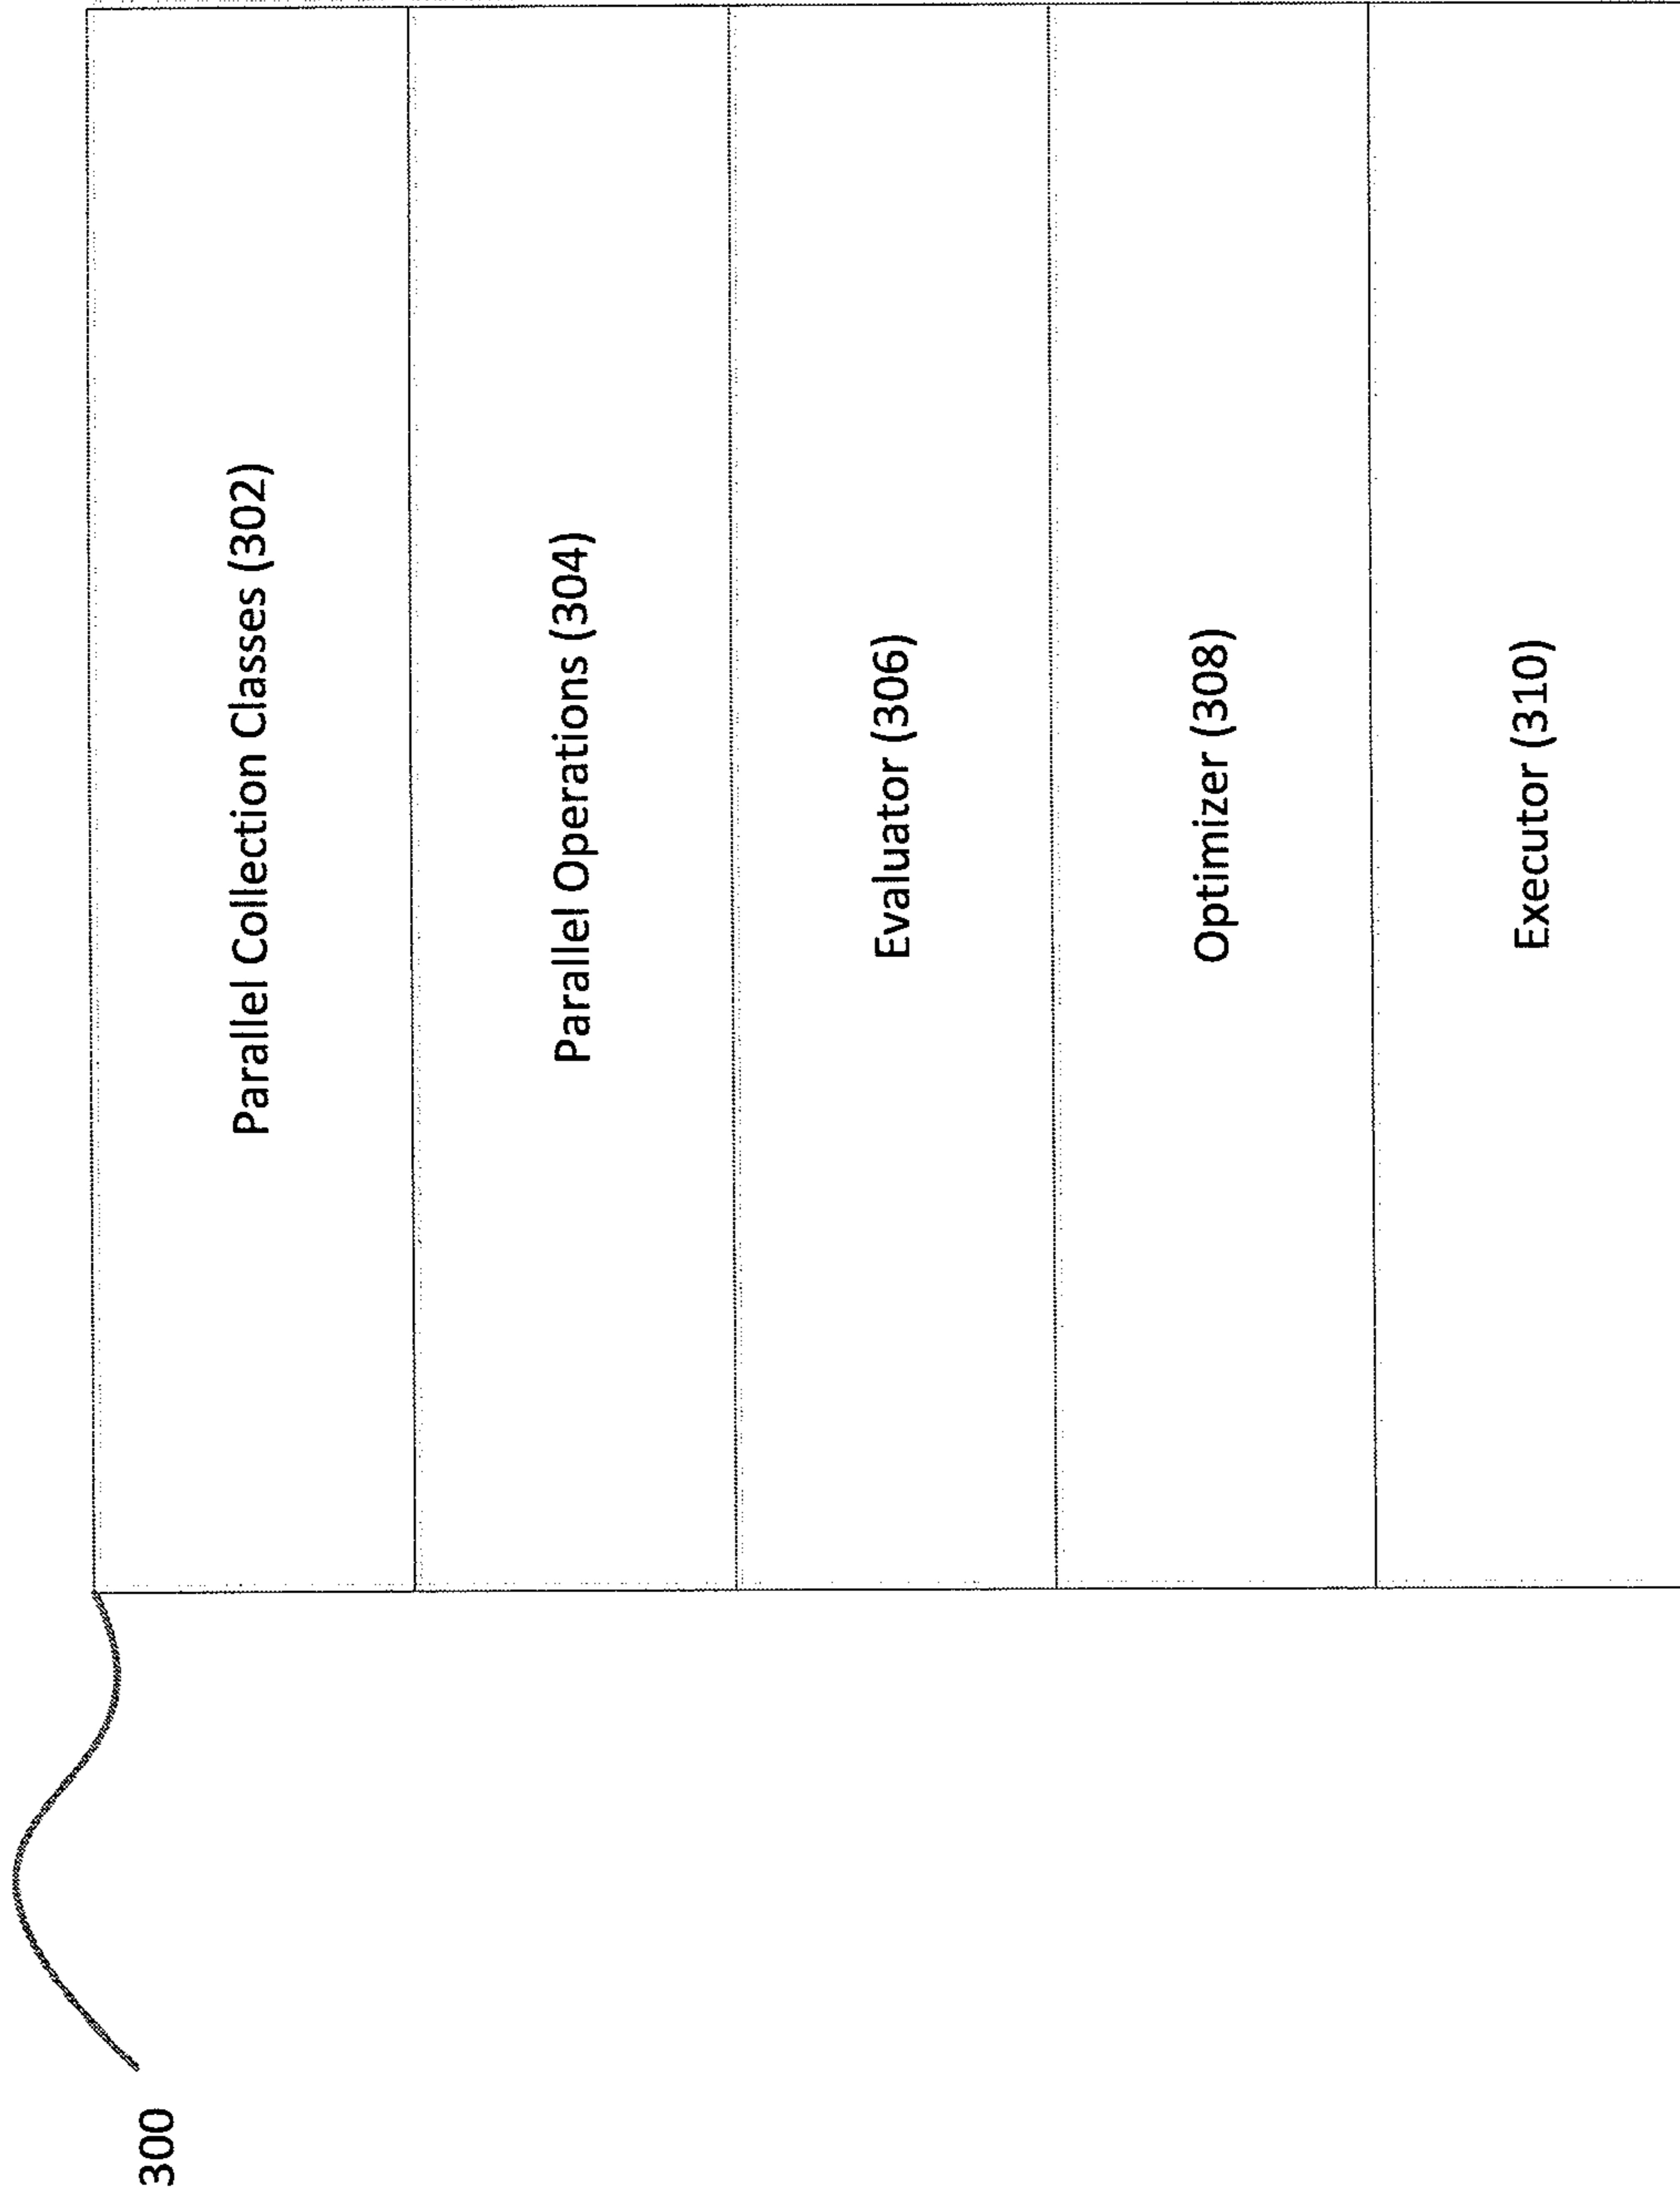 300
Parallel Collection Classes (302)
Parallel Operations (304)
Evaluator (306)
Optimizer (308)
Executor (310)